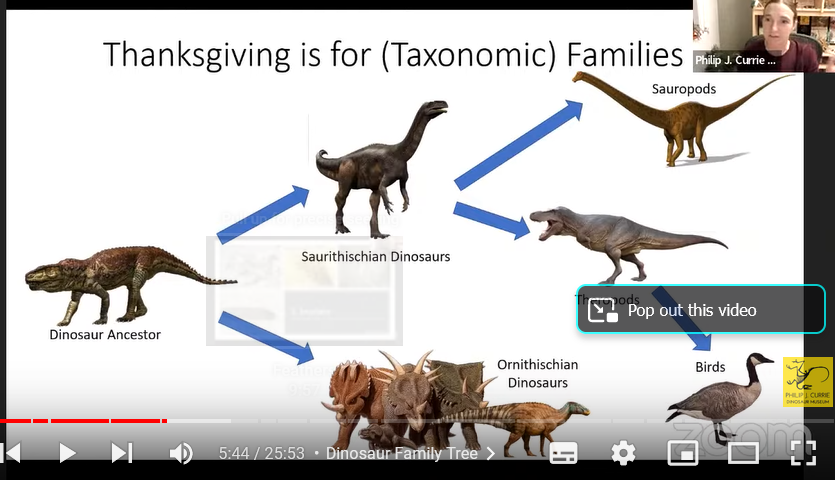 Thanksgiving is for (Taxonomic) Families
Philip J. Currie ...
Sauropods
Saurithischian Dinosaurs
Dinosaur Ancestor
Theropods
Pop out this video
Ornithischian
Dinosaurs
Birds
PHILIP J. CURRIE
DINOSAUR MUSEUM
zoom
5:44 / 25:53 • Dinosaur Family Tree